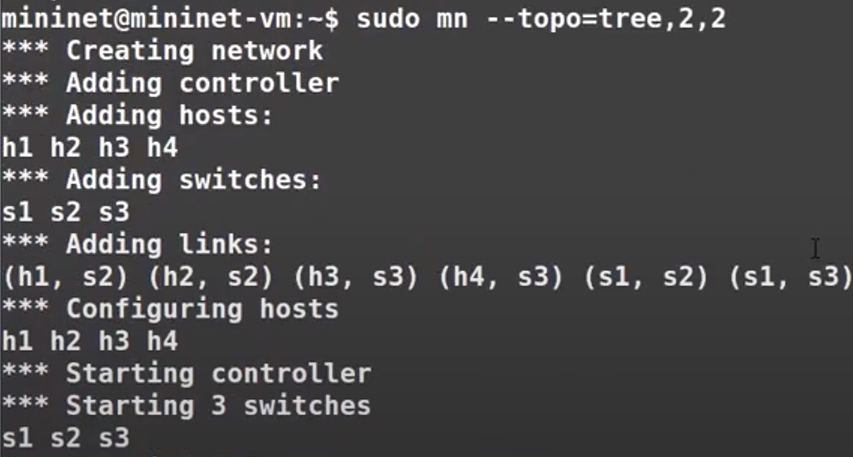 mininet@mininet-vm:~$ sudo mn --topo=tree,2,2
*** Creating network
*** Adding controller
*** Adding hosts:
h1 h2 h3 h4
*** Adding switches:
s1 s2 s3
*** Adding links:
(h1, s2) (h2, s2) (h3, s3) (h4, s3) (s1, s2) (s1, s3)
*** Configuring hosts
h1 h2 h3 h4
*** Starting controller
*** Starting 3 switches
s1 s2 s3